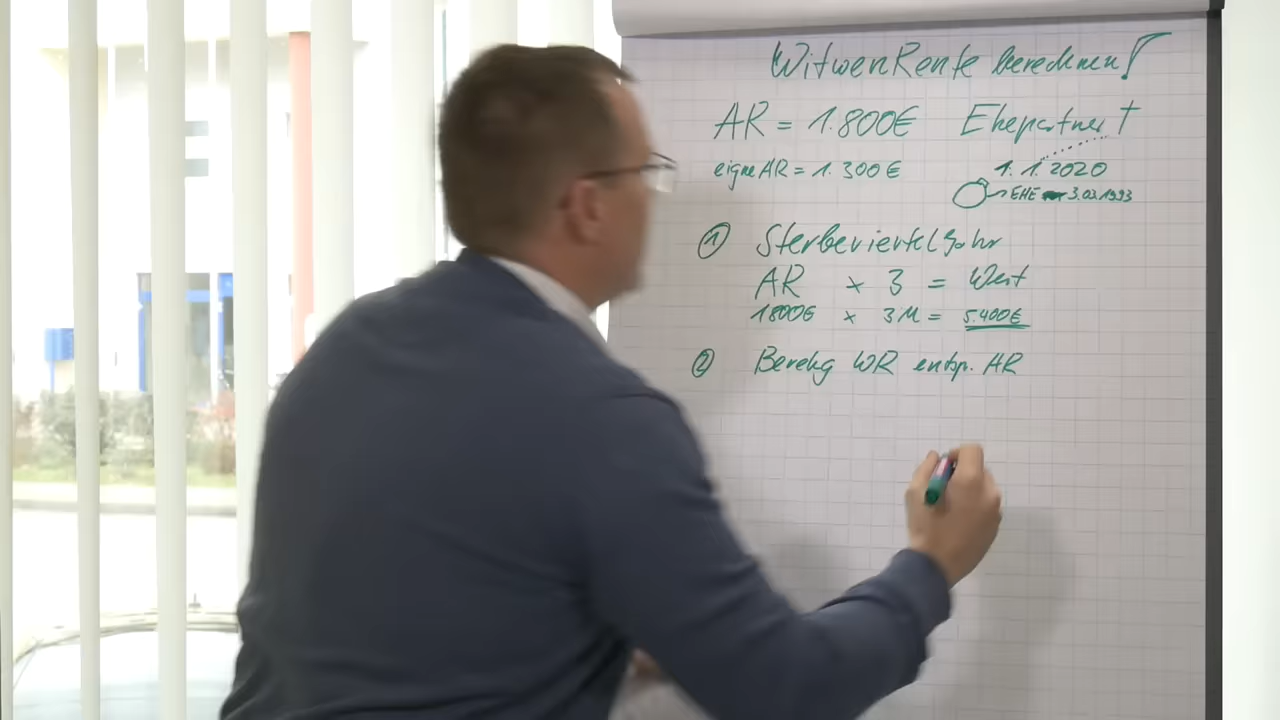 WitwenRente berechnen!
AR = 1.800€ Ehepartner †
eigne AR = 1.300€ 1.1.2020
EHE 3.03.1993
① Sterbevierteljahr
AR x 3 = Wert
1800€ x 3M = 5.400€
② Berehg WR entsp. AR